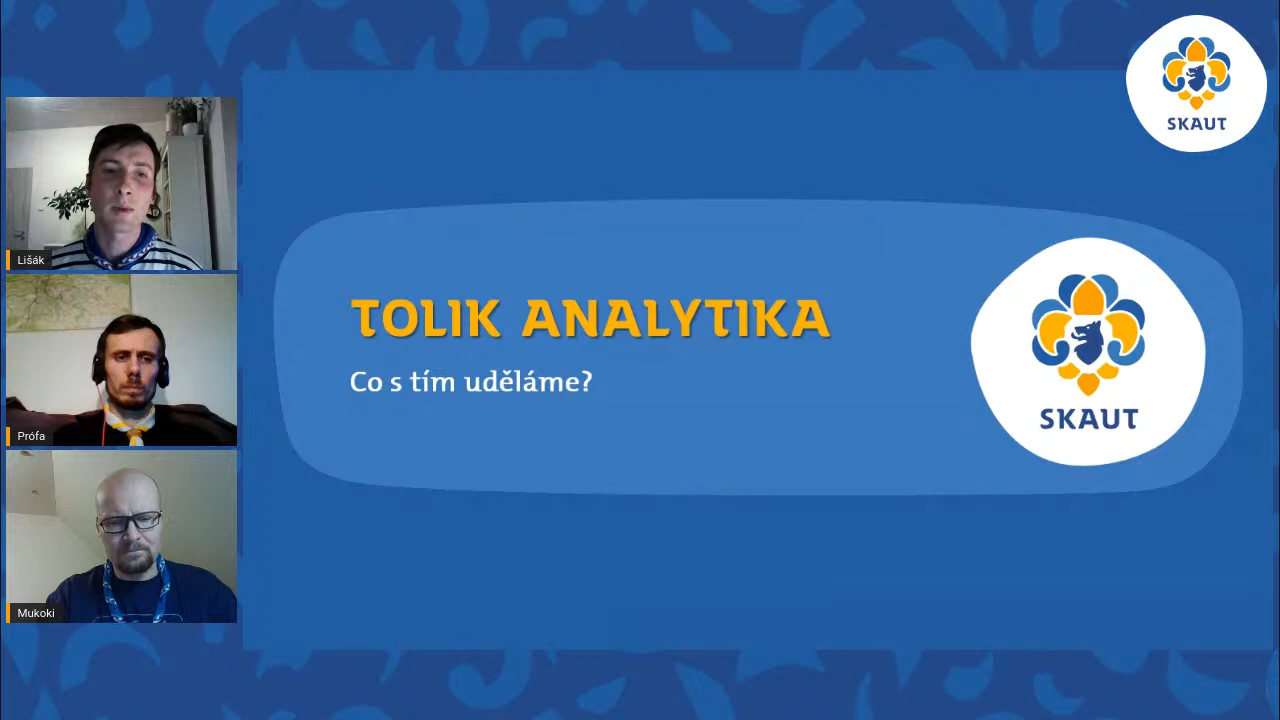 SKAUT
Lišák
Prófa
Mukoki
TOLIK ANALYTIKA
Co s tím uděláme?
SKAUT